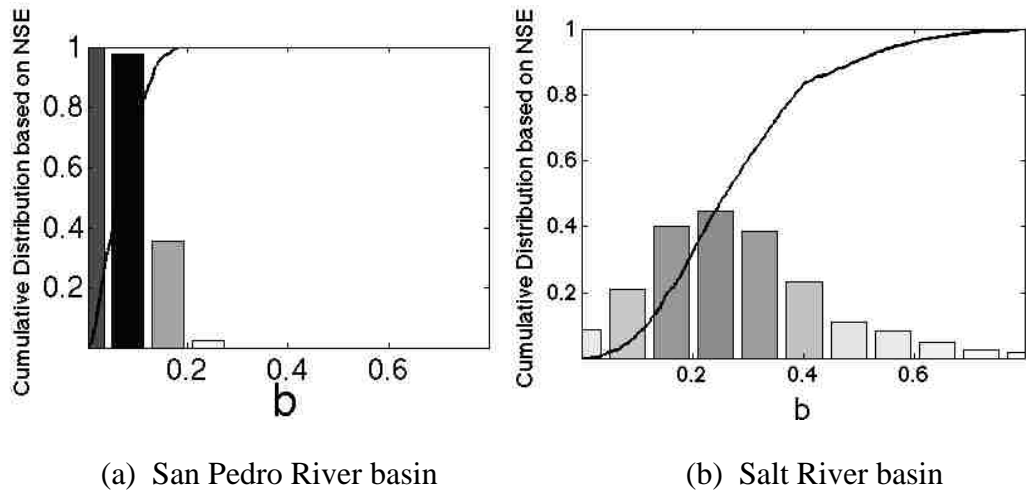 Cumulative Distribution based on NSE
1
0.8
0.6
0.4
0.2
0.2 0.4 0.6
b
(a) San Pedro River basin
Cumulative Distribution based on NSE
1
0.8
0.6
0.4
0.2
0.2 0.4 0.6
b
(b) Salt River basin